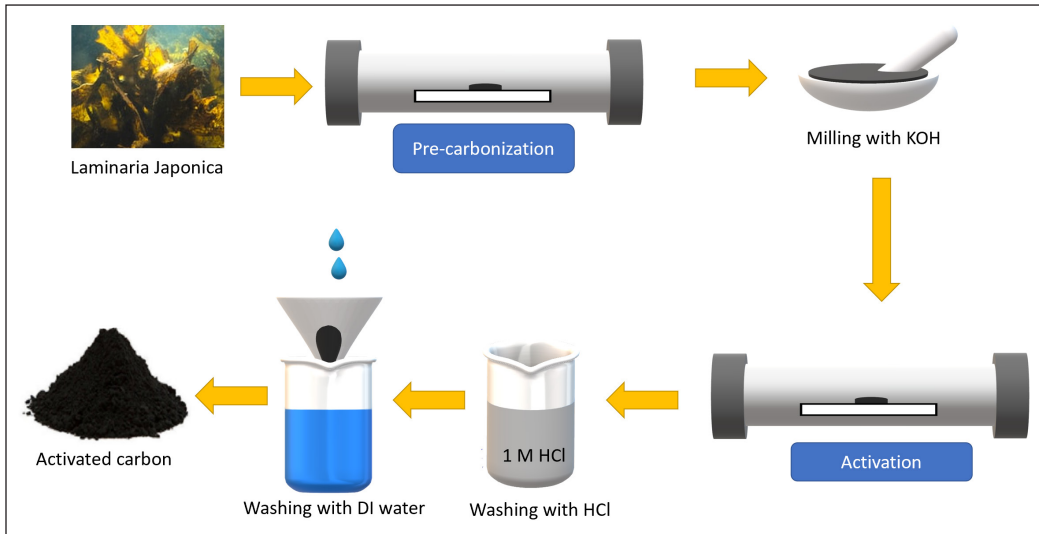 Laminaria Japonica
Pre-carbonization
Milling with KOH
Activation
1 M HCl
Washing with HCl
Washing with DI water
Activated carbon